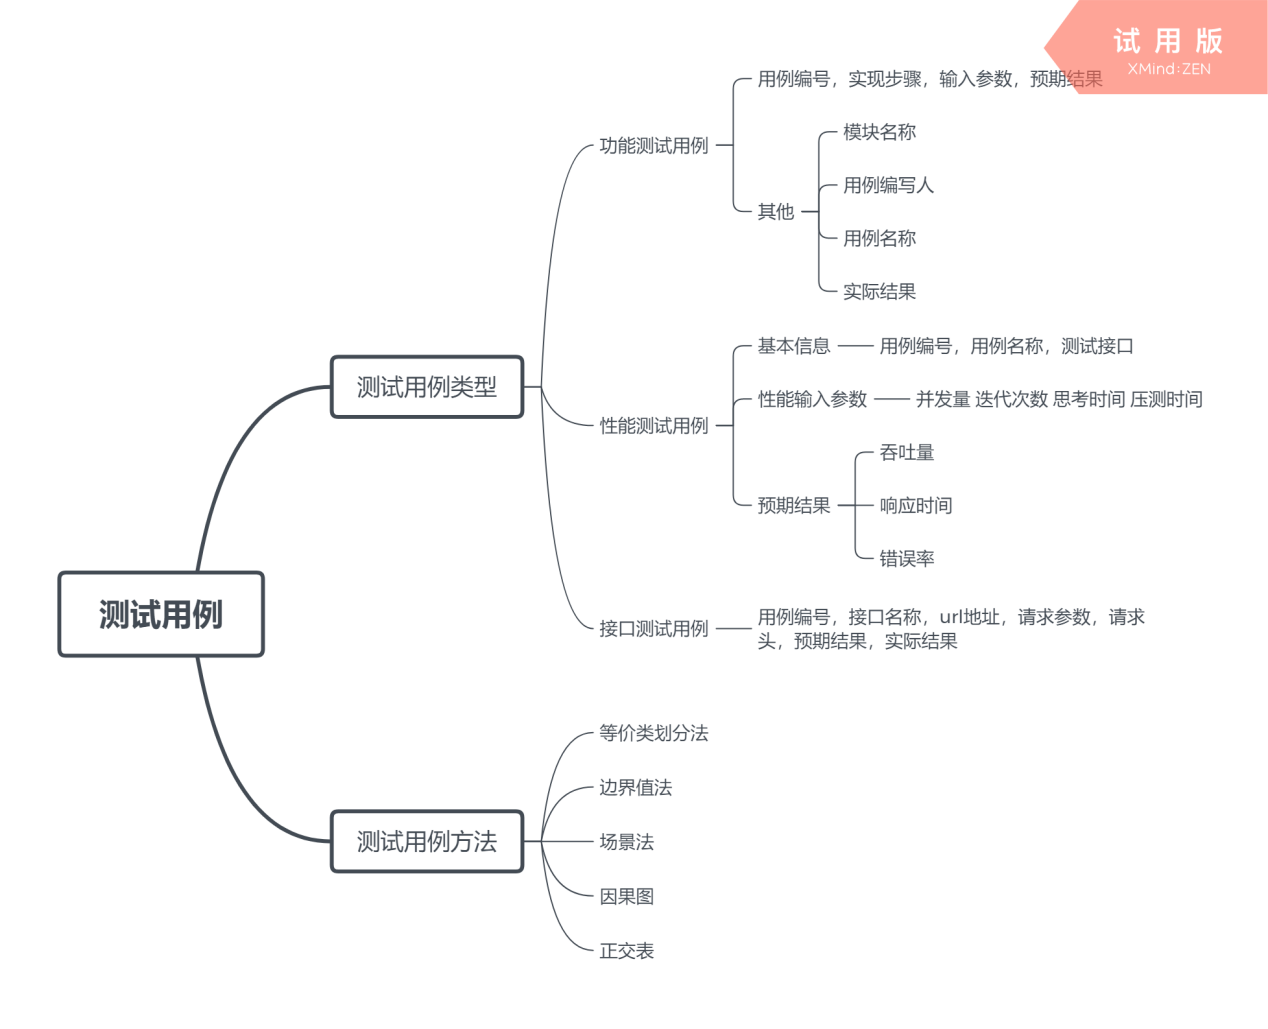 试用版
XMind:ZEN
用例编号，实现步骤，输入参数，预期结果
功能测试用例
模块名称
用例编写人
其他
用例名称
实际结果
基本信息
用例编号，用例名称，测试接口
测试用例类型
性能输入参数
并发量 迭代次数 思考时间 压测时间
性能测试用例
吞吐量
预期结果
响应时间
错误率
测试用例
接口测试用例
用例编号，接口名称，url地址，请求参数，请求
头，预期结果，实际结果
等价类划分法
边界值法
测试用例方法
场景法
因果图
正交表